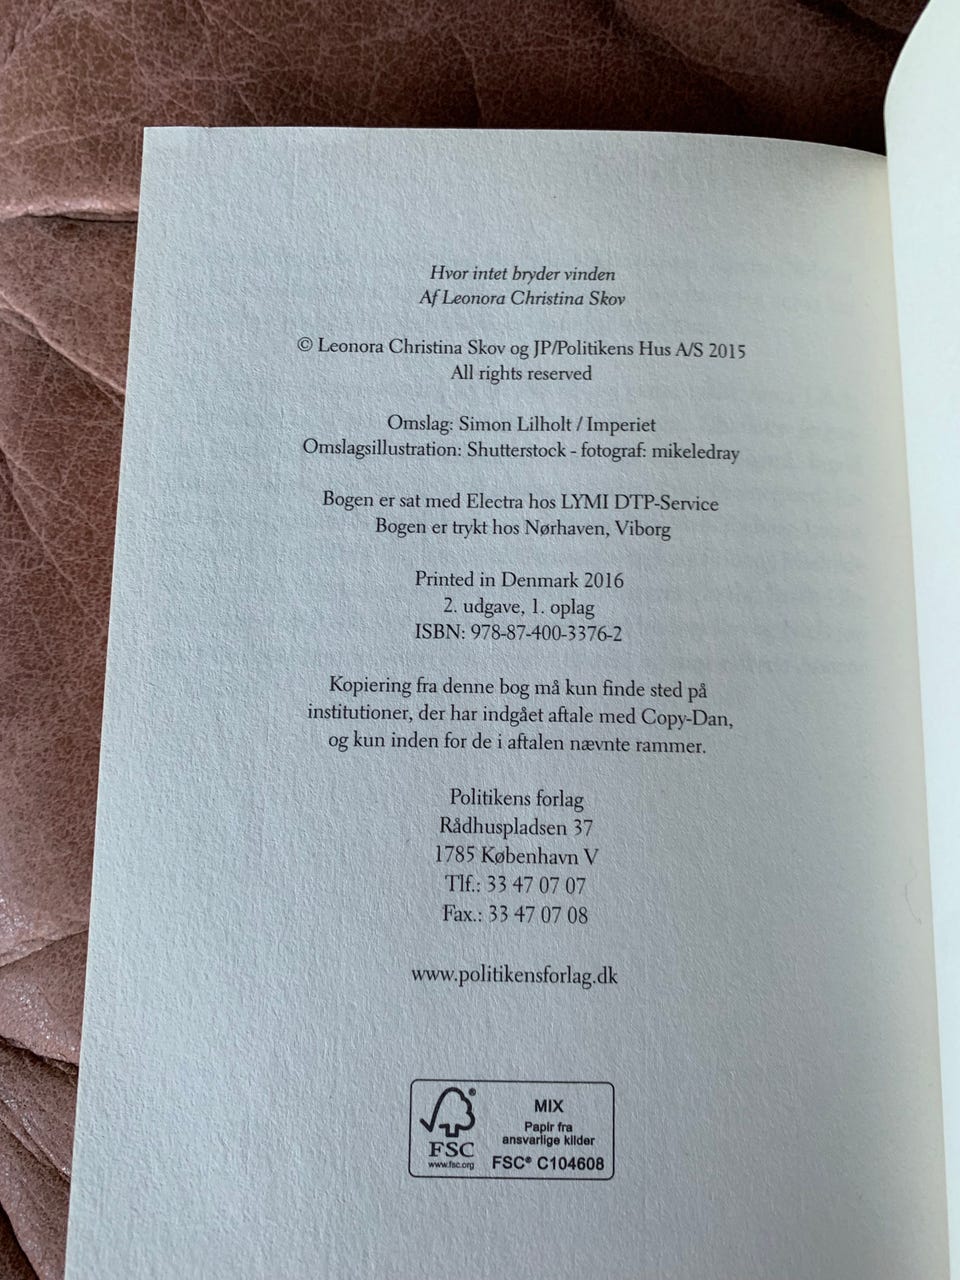 Hvor intet bryder vinden
Af Leonora Christina Skov
© Leonora Christina Skov og JP/Politikens Hus A/S 2015
All rights reserved
Omslag: Simon Lilholt / Imperiet
Omslagsillustration: Shutterstock - fotograf: mikeledray
Bogen er sat med Electra hos LYMI DTP-Service
Bogen er trykt hos Nørhaven, Viborg
Printed in Denmark 2016
2. udgave, 1. oplag
ISBN: 978-87-400-3376-2
Kopiering fra denne bog må kun finde sted på
institutioner, der har indgået aftale med Copy-Dan,
og kun inden for de i aftalen nævnte rammer.
Politikens forlag
Rådhuspladsen 37
1785 København V
Tlf.: 33 47 07 07
Fax.: 33 47 07 08
www.politikensforlag.dk
®
FSC
www.fsc.org
MIX
Papir fra
ansvarlige kilder
FSC® C104608